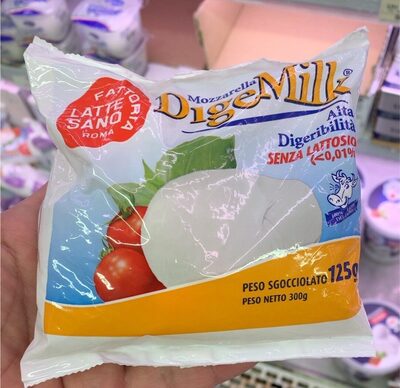 FATTORIA
LATTE
SANO
ROMA
Mozzarella
DigeMilk®
Alta
Digeribilità
SENZA LATTOSIO
(<0,01%)
PESO SGOCCIOLATO 125g
PESO NETTO 300g